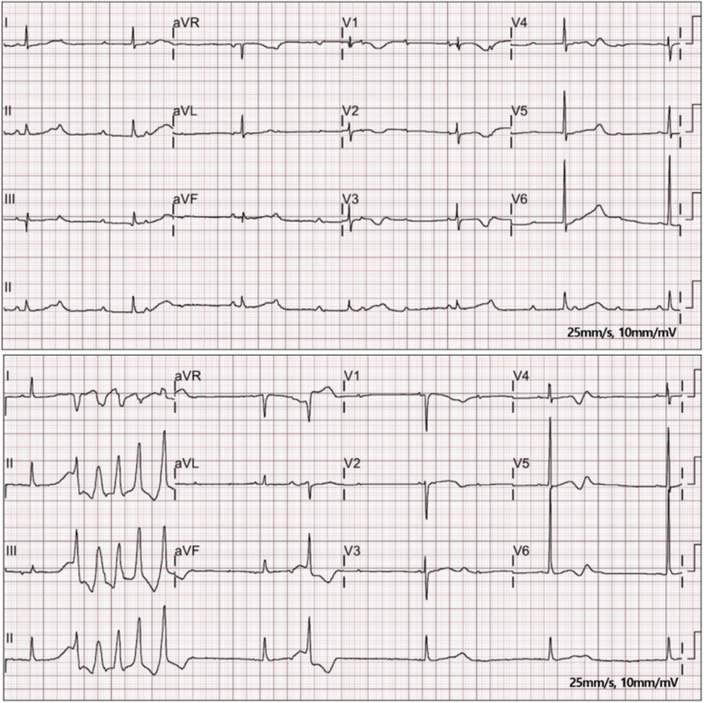 I aVR V1 V4
II aVL V2 V5
III aVF V3 V6
II
25mm/s, 10mm/mV
I aVR V1 V4
II aVL V2 V5
III aVF V3 V6
II
25mm/s, 10mm/mV